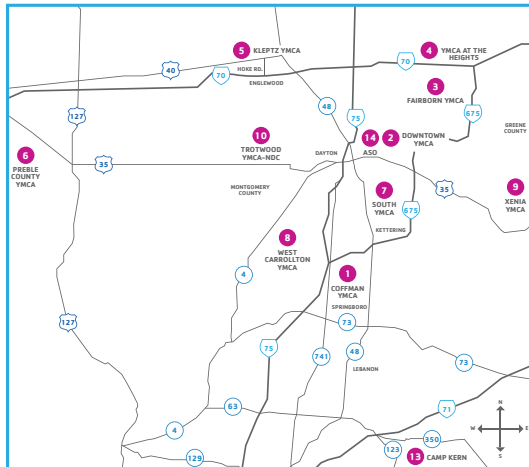 5 KLEPTZ YMCA
4 YMCA AT THE
HEIGHTS
40
70
HOKE RD.
ENGLEWOOD
70
3
FAIRBORN YMCA
48
75
127
675
GREENE
COUNTY
10
TROTWOOD
YMCA-NDC
14
ASO
2
DOWNTOWN
YMCA
DAYTON
6
PREBLE
COUNTY
YMCA
35
MONTGOMERY
COUNTY
7
SOUTH
YMCA
35
9
XENIA
YMCA
675
KETTERING
8
WEST
CARROLLTON
YMCA
4
1
COFFMAN
YMCA
SPRINGBORO
127
73
75
741
48
73
LEBANON
63
71
N
W E
S
4
129
123
350
13 CAMP KERN